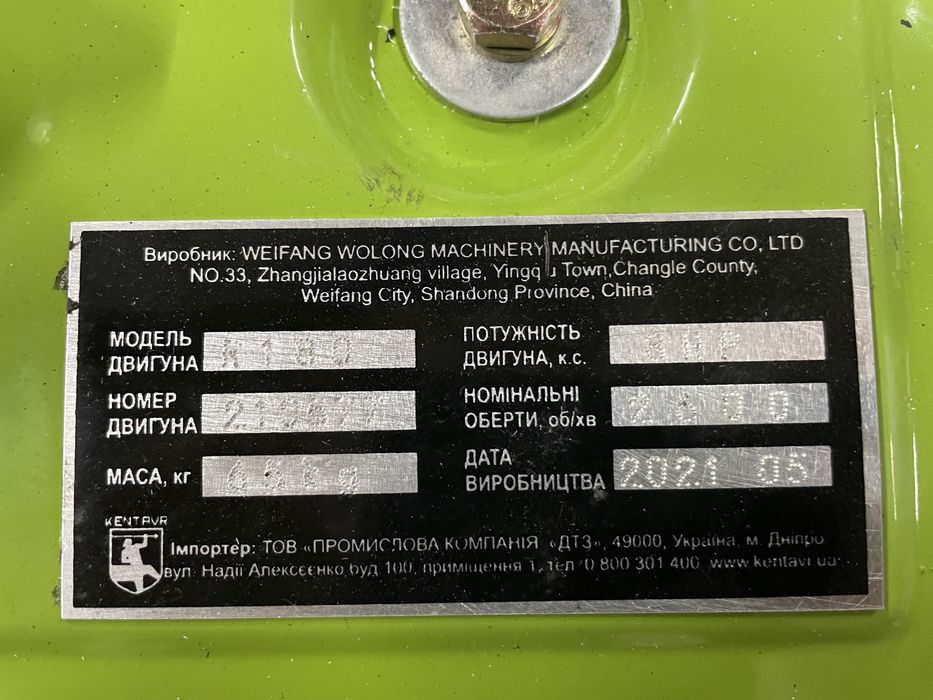 Виробник: WEIFANG WOLONG MACHINERY MANUFACTURING CO, LTD
NO.33, Zhangjialaozhuang village, Town,Changle County,
Weifang City, Shandong Province, China
МОДЕЛЬ ДВИГУНА
ПОТУЖНІСТЬ ДВИГУНА, к.с.
НОМЕР ДВИГУНА
НОМІНАЛЬНІ ОБЕРТИ, об/хв
МАСА, кг
ДАТА ВИРОБНИЦТВА 2021 05
KENTAVR
Імпортер: ТОВ «ПРОМИСЛОВА КОМПАНІЯ «ДТЗ», 49000, Україна, м. Дніпро,
вул. Надії Алексєєнко буд 100, приміщення 1, тел 0 800 301 400, www.kentavr.ua